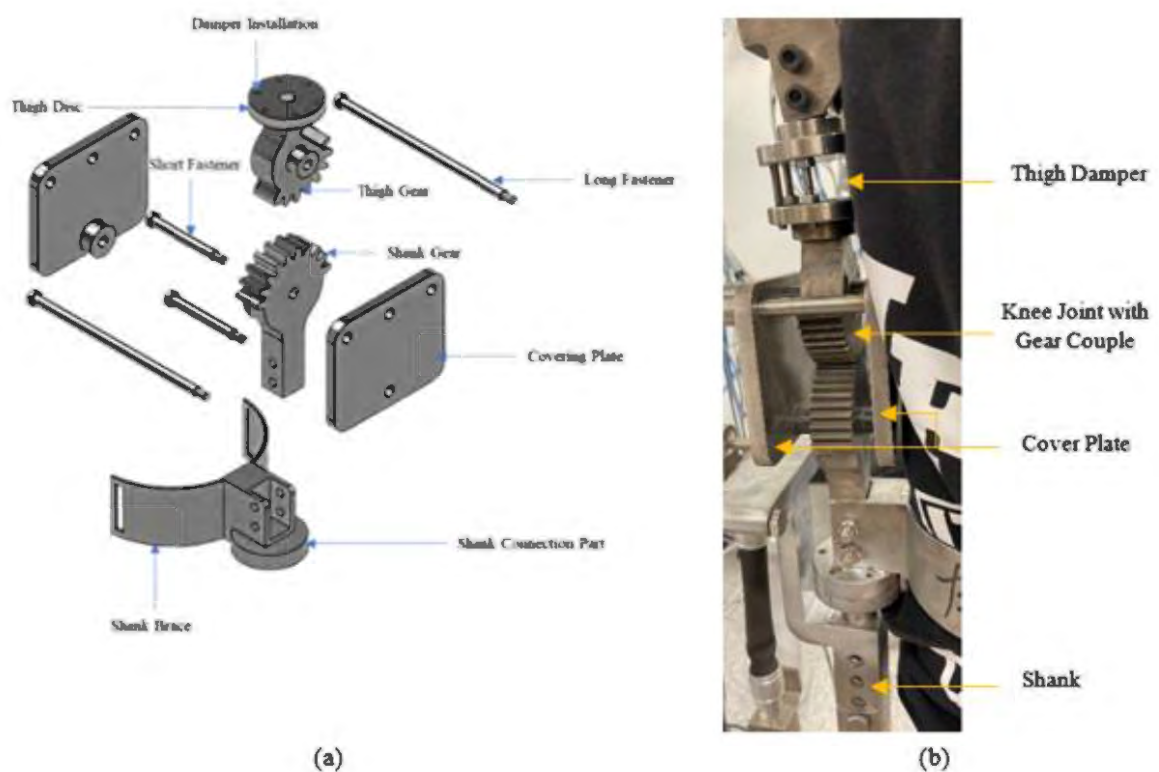 Damper Installation
Thigh Disc
Short Fastener
Thigh Gear
Long Fastener
Shank Gear
Covering Plate
Shank Connection Part
Shank Brace
(a)
Thigh Damper
Knee Joint with
Gear Couple
Cover Plate
Shank
(b)